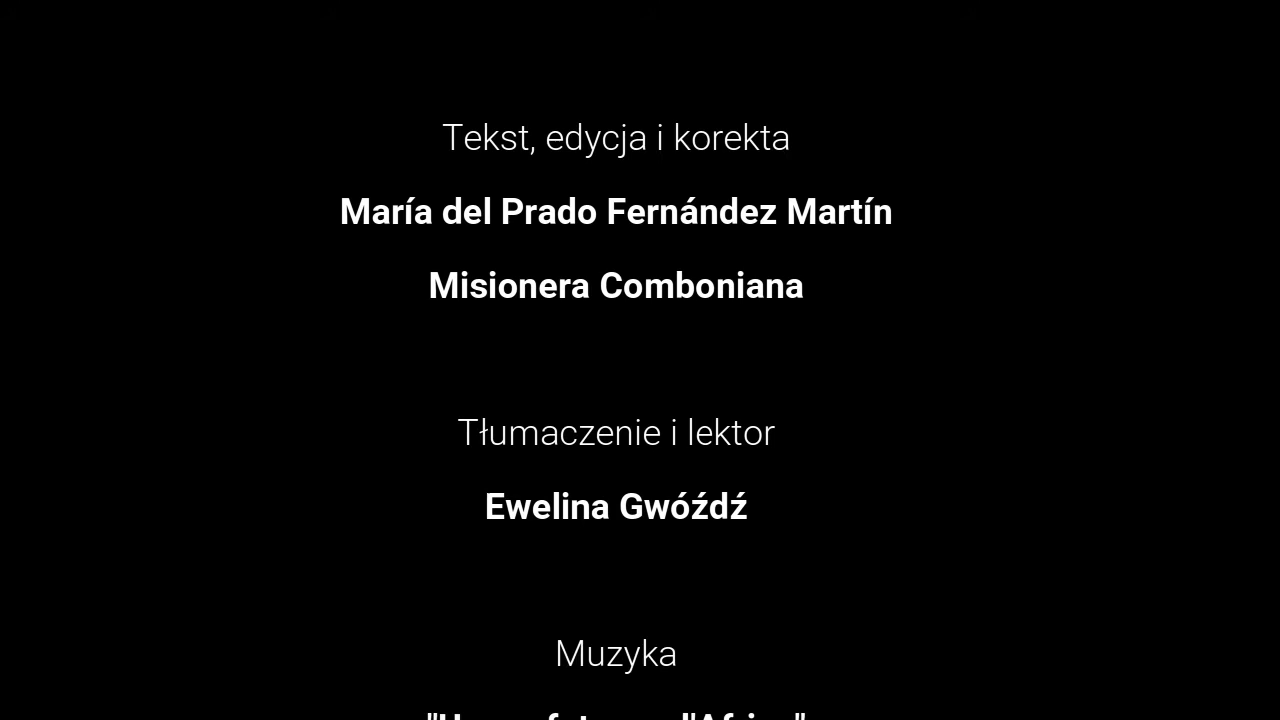 Tekst, edycja i korekta
María del Prado Fernández Martín
Misionera Comboniana
Tłumaczenie i lektor
Ewelina Gwóźdź
Muzyka